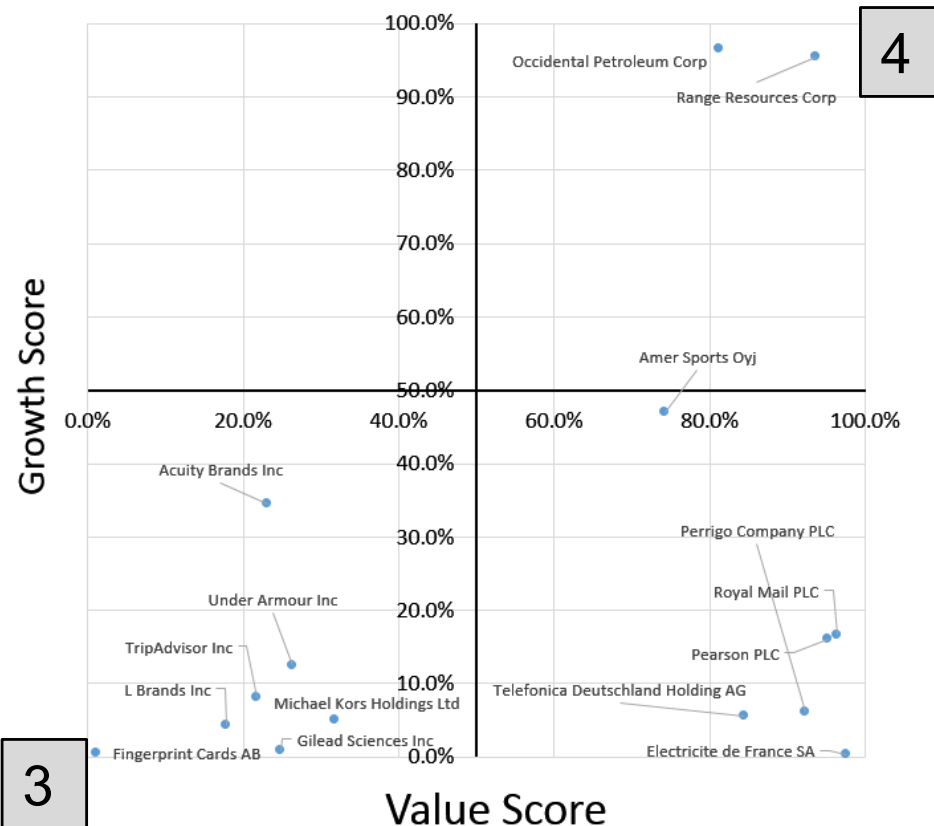 100.0%
4
Occidental Petroleum Corp
Range Resources Corp
90.0%
80.0%
70.0%
60.0%
Amer Sports Oyj
50.0%
0.0% 20.0% 40.0% 60.0% 80.0% 100.0%
Growth Score
40.0%
Acuity Brands Inc
30.0%
Perrigo Company PLC
Royal Mail PLC
Under Armour Inc
20.0%
TripAdvisor Inc
Pearson PLC
10.0%
L Brands Inc
Telefonica Deutschland Holding AG
Michael Kors Holdings Ltd
Gilead Sciences Inc
Fingerprint Cards AB
0.0%
Electricite de France SA
3
Value Score